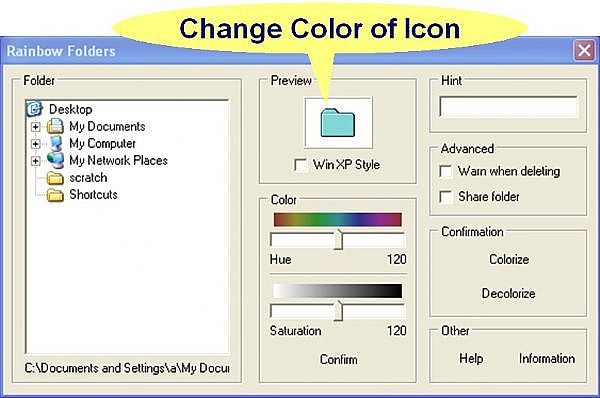 Change Color of Icon
Rainbow Folders
Folder
Desktop
My Documents
My Computer
My Network Places
scratch
Shortcuts
C:\Documents and Settings\a\My Docu
Preview
Win XP Style
Color
Hue 120
Saturation 120
Confirm
Hint
Advanced
Warn when deleting
Share folder
Confirmation
Colorize
Decolorize
Other
Help Information